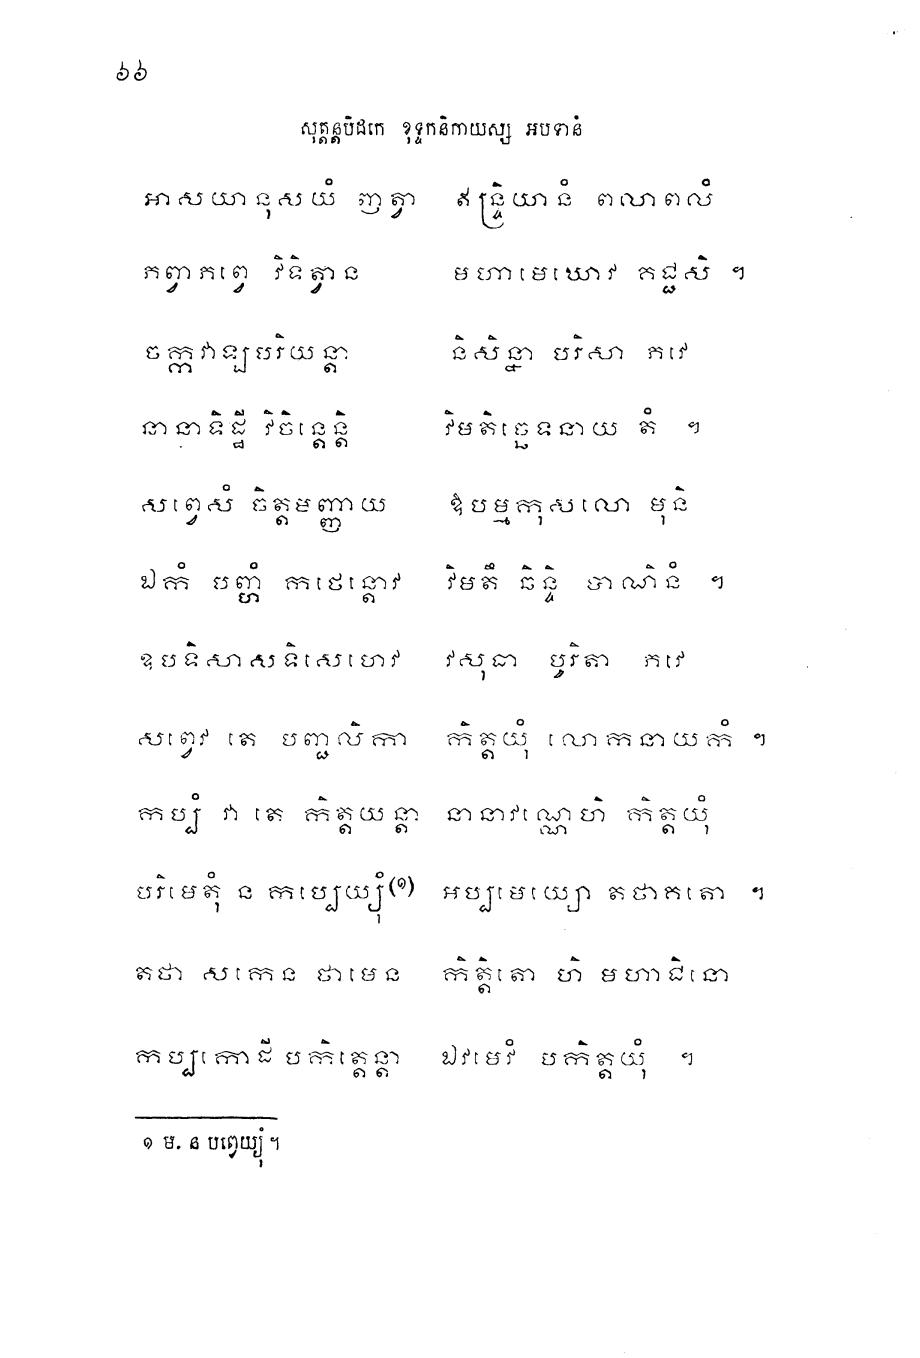 ៦៦
សុត្តន្តបិដកេ ខុទ្ទកនិកាយស្ស អបទានំ
អាសយានុសយំ ញត្វា ឥន្ទ្រិយានំ ពលាពលំ
ភព្វាភព្វេ វិទិត្វាន មហាមេឃោវ គជ្ជសិ ។
ចក្កវាឡបរិយន្តា និសិន្នា បរិសា ភវេ
នានាទិដ្ឋី វិចិន្តេន្តិ វិមតិច្ឆេទនាយ តំ ។
សព្វេសំ ចិត្តមញ្ញាយ ឱបម្មកុសលោ មុនិ
ឯកំ បញ្ហំ កថេន្តោវ វិមតឹ ឆិន្ទិ បាណិនំ ។
ឧបទិសាសទិសេហេវ វសុធា បូរិតា ភវេ
សព្វេវ តេ បញ្ជលិកា កិត្តយុំ លោកនាយកំ ។
កប្បំ វា តេ កិត្តយន្តា នានាវណ្ណេហិ កិត្តយុំ
បរិមេតុំ ន កប្បេយ្យុំ(១) អប្បមេយ្យោ តថាគតោ ។
តថា សកេន ថាមេន កិត្តិតោ ហិ មហាជិនោ
កប្បកោដី បកិត្តេន្តា ឯវមេវំ បកិត្តយុំ ។
១ ម. ន បព្វេយ្យុំ ។